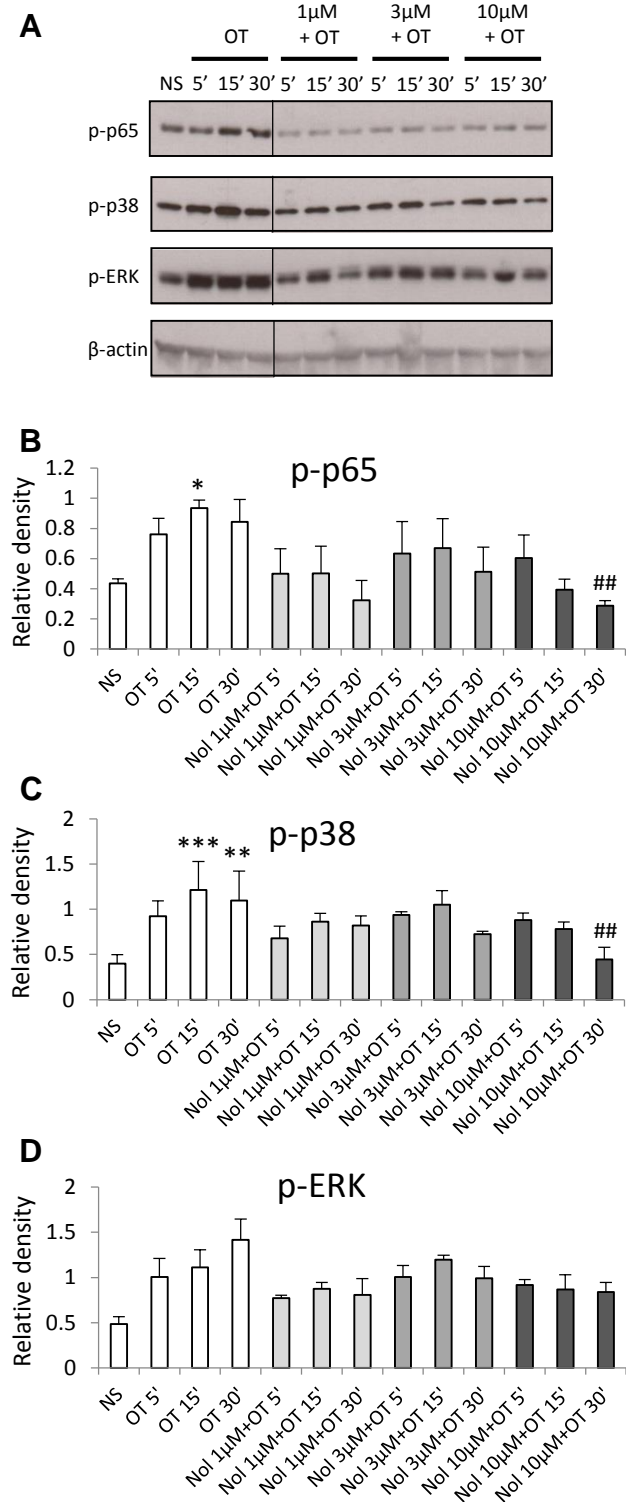 A
1µM 3µM 10µM
OT + OT + OT + OT
NS 5’ 15’ 30’ 5’ 15’ 30’ 5’ 15’ 30’ 5’ 15’ 30’
p-p65
p-p38
p-ERK
β-actin
B
p-p65
Relative density
1.2
1
0.8
0.6
0.4
0.2
0
*
##
NS
OT 5'
OT 15'
OT 30'
Nol 1µM+OT 5'
Nol 1µM+OT 15'
Nol 1µM+OT 30'
Nol 3µM+OT 5'
Nol 3µM+OT 15'
Nol 3µM+OT 30'
Nol 10µM+OT 5'
Nol 10µM+OT 15'
Nol 10µM+OT 30'
C
p-p38
Relative density
2
1.5
1
0.5
0
***
**
##
NS
OT 5'
OT 15'
OT 30'
Nol 1µM+OT 5'
Nol 1µM+OT 15'
Nol 1µM+OT 30'
Nol 3µM+OT 5'
Nol 3µM+OT 15'
Nol 3µM+OT 30'
Nol 10µM+OT 5'
Nol 10µM+OT 15'
Nol 10µM+OT 30'
D
p-ERK
Relative density
2
1.5
1
0.5
0
NS
OT 5'
OT 15'
OT 30'
Nol 1µM+OT 5'
Nol 1µM+OT 15'
Nol 1µM+OT 30'
Nol 3µM+OT 5'
Nol 3µM+OT 15'
Nol 3µM+OT 30'
Nol 10µM+OT 5'
Nol 10µM+OT 15'
Nol 10µM+OT 30'